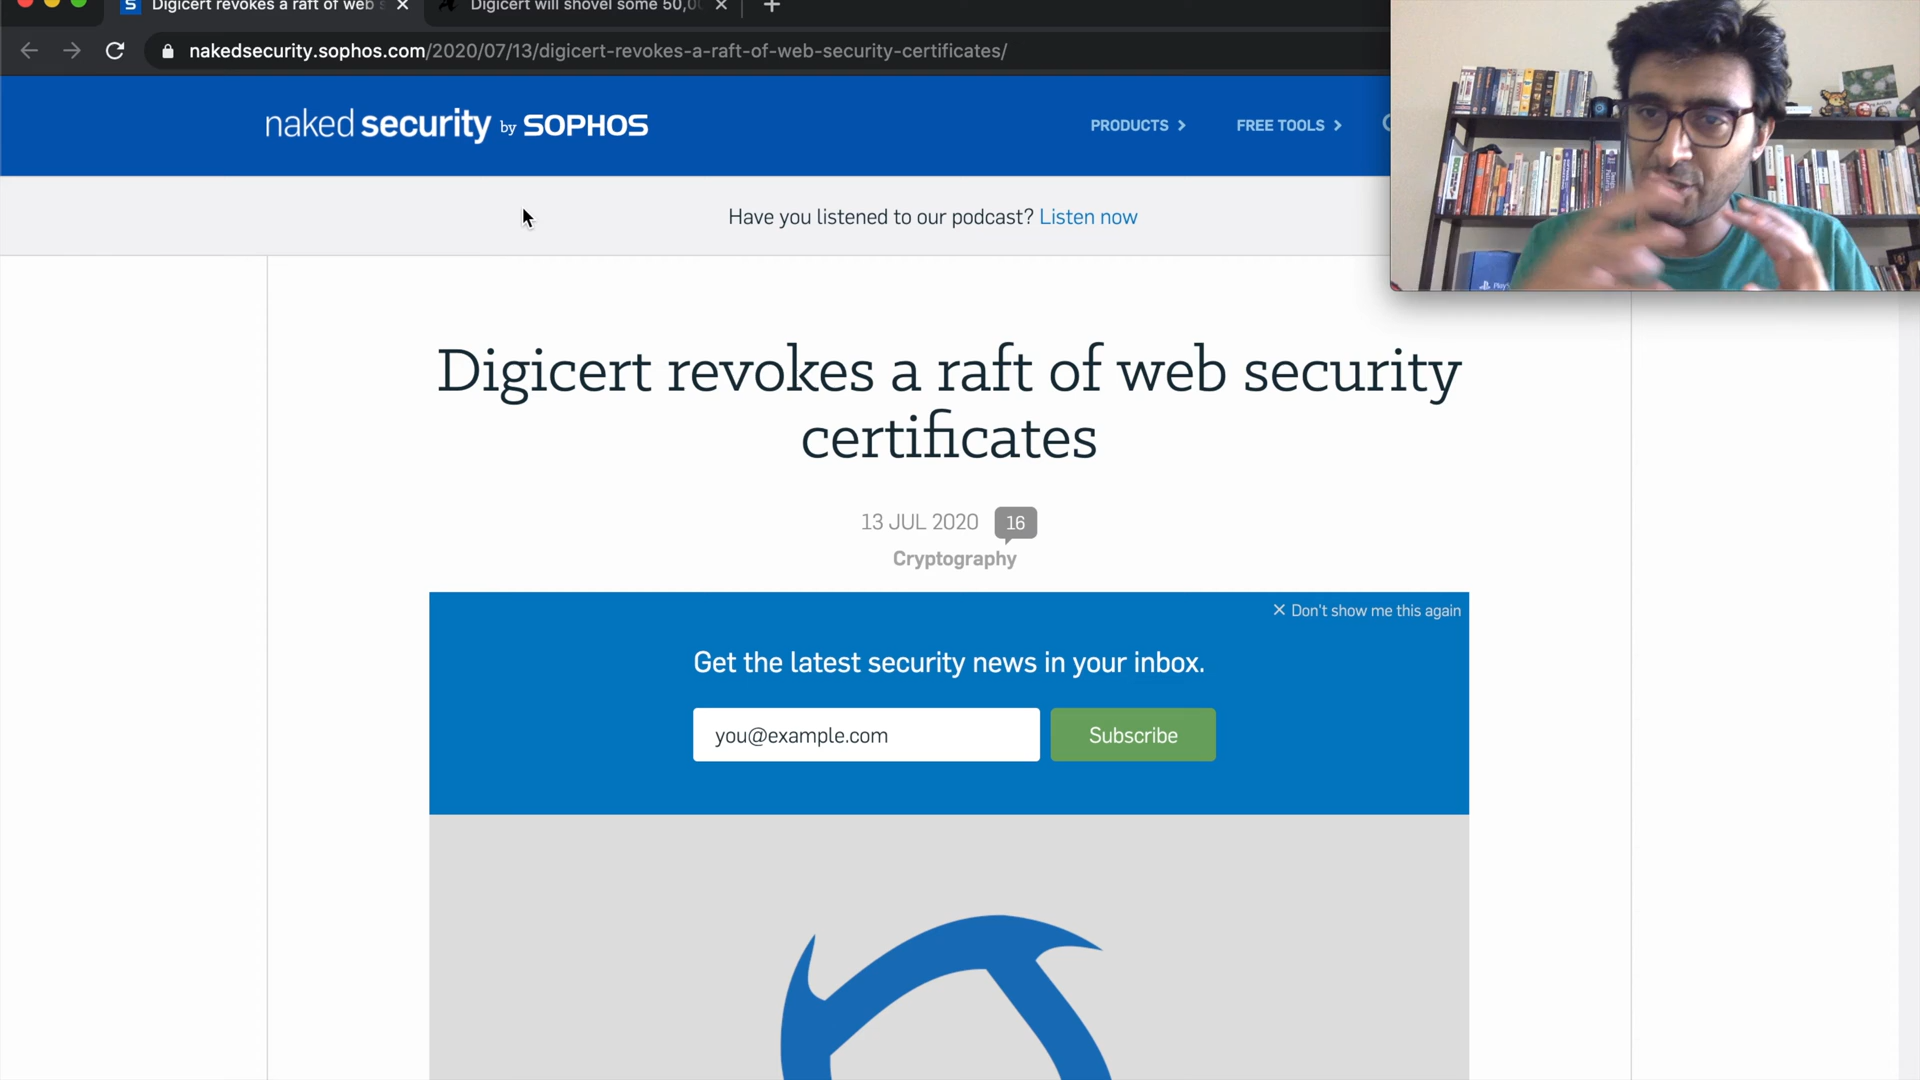 Digicert revokes a raft of web
Digicert will shovel some 50,0
nakedsecurity.sophos.com/2020/07/13/digicert-revokes-a-raft-of-web-security-certificates/
naked security by SOPHOS
PRODUCTS
FREE TOOLS
Have you listened to our podcast? Listen now
Digicert revokes a raft of web security
certificates
13 JUL 2020 16
Cryptography
Don't show me this again
Get the latest security news in your inbox.
you@example.com
Subscribe